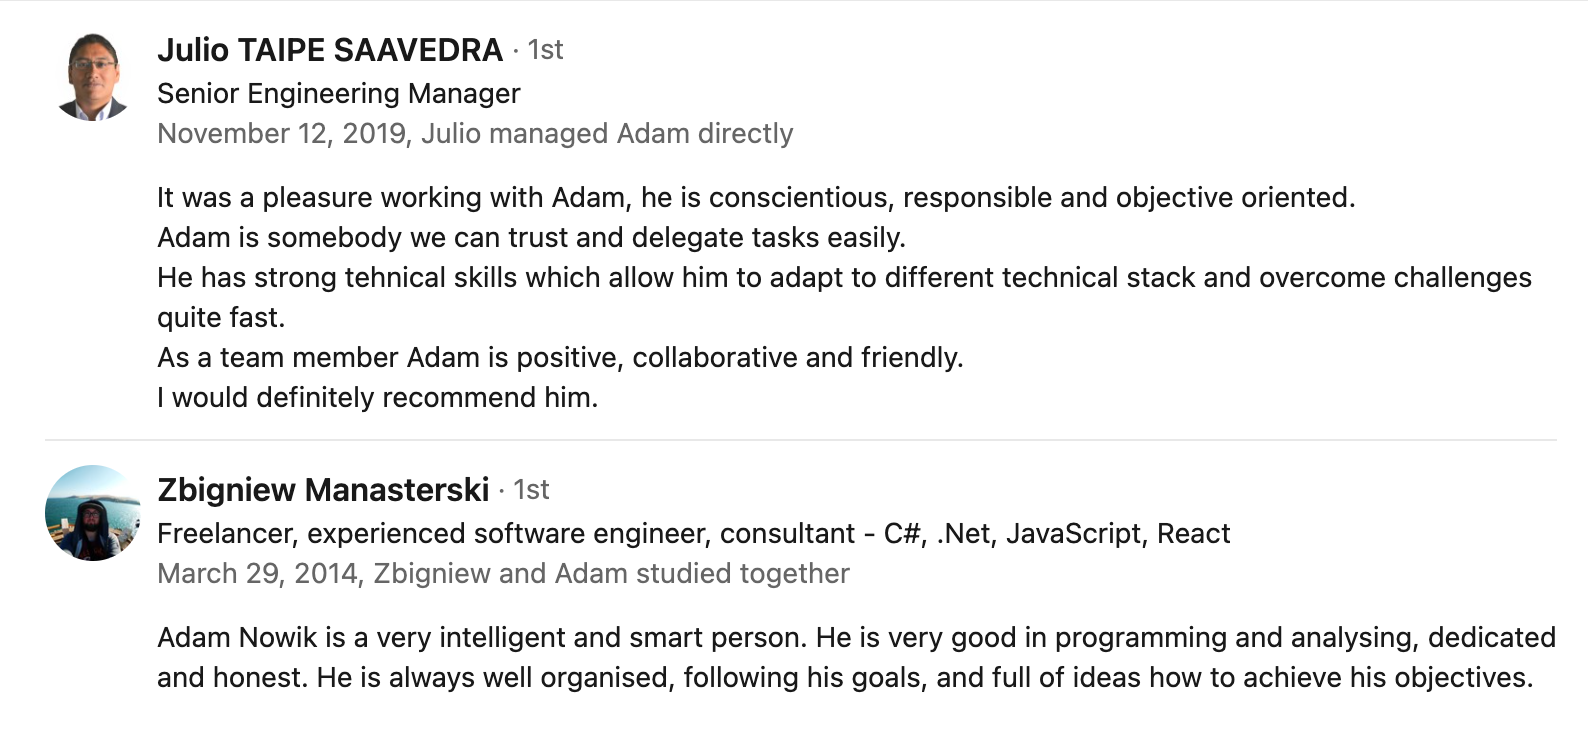 Julio TAIPE SAAVEDRA · 1st
Senior Engineering Manager
November 12, 2019, Julio managed Adam directly
It was a pleasure working with Adam, he is conscientious, responsible and objective oriented.
Adam is somebody we can trust and delegate tasks easily.
He has strong tehnical skills which allow him to adapt to different technical stack and overcome challenges
quite fast.
As a team member Adam is positive, collaborative and friendly.
I would definitely recommend him.
Zbigniew Manasterski · 1st
Freelancer, experienced software engineer, consultant - C#, .Net, JavaScript, React
March 29, 2014, Zbigniew and Adam studied together
Adam Nowik is a very intelligent and smart person. He is very good in programming and analysing, dedicated
and honest. He is always well organised, following his goals, and full of ideas how to achieve his objectives.